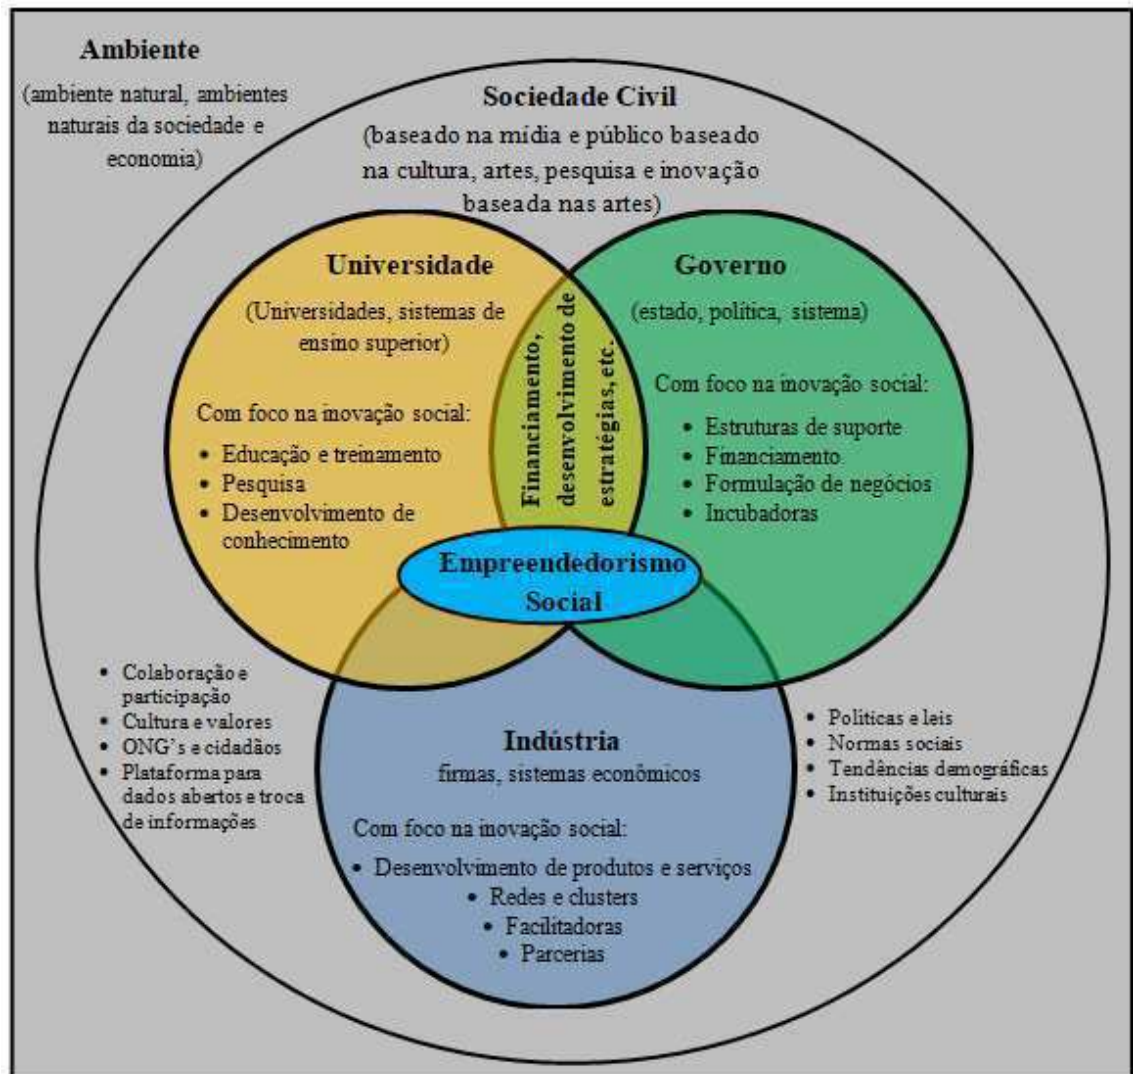 Ambiente
(ambiente natural, ambientes
naturais da sociedade e
economia)
Sociedade Civil
(baseado na mídia e público baseado
na cultura, artes, pesquisa e inovação
baseada nas artes)
Universidade
(Universidades, sistemas de
ensino superior)
Com foco na inovação social:
• Educação e treinamento
• Pesquisa
• Desenvolvimento de
conhecimento
Financiamento,
desenvolvimento de
estratégias, etc.
Governo
(estado, política, sistema)
Com foco na inovação social:
• Estruturas de suporte
• Financiamento
• Formulação de negócios
• Incubadoras
Empreendedorismo
Social
• Colaboração e
participação
• Cultura e valores
• ONG's e cidadãos
• Plataforma para
dados abertos e troca
de informações
Indústria
firmas, sistemas econômicos
Com foco na inovação social:
• Desenvolvimento de produtos e serviços
• Redes e clusters
• Facilitadoras
• Parcerias
• Políticas e leis
• Normas sociais
• Tendências demográficas
• Instituições culturais